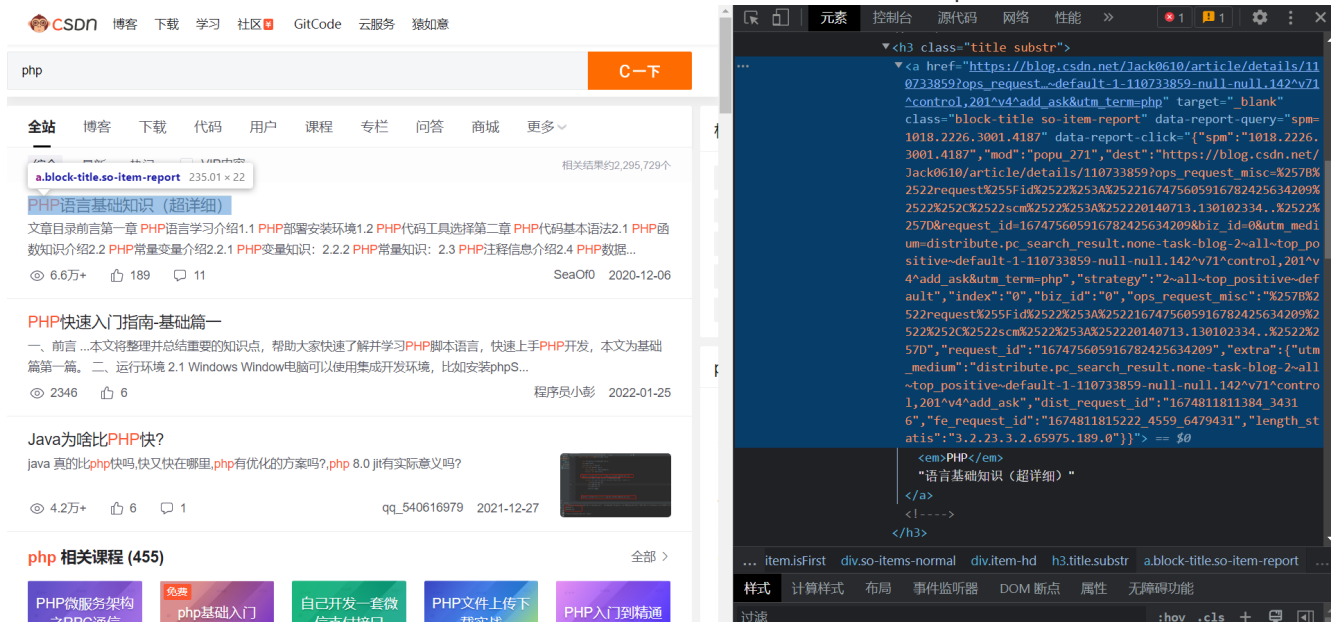 CSDN 博客 下载 学习 社区 GitCode 云服务 猿如意
php
C一下
全站 博客 下载 代码 用户 课程 专栏 问答 商城 更多
VIP内容
相关结果约2,295,729个
a.block-title.so-item-report 235.01 × 22
PHP语言基础知识（超详细）
文章目录前言第一章 PHP语言学习介绍1.1 PHP部署安装环境1.2 PHP代码工具选择第二章 PHP代码基本语法2.1 PHP函
数知识介绍2.2 PHP常量变量介绍2.2.1 PHP变量知识：2.2.2 PHP常量知识：2.3 PHP注程信息介绍2.4 PHP数据...
6.6万+ 189 11 SeaOf0 2020-12-06
PHP快速入门指南-基础篇一
一、前言 ...本文将整理并总结重要的知识点，帮助大家快速了解并学习PHP脚本语言，快速上手PHP开发，本文为基础
篇第一篇。 二、运行环境 2.1 Windows Window电脑可以使用集成开发环境，比如安装phpS...
2346 6 程序员小彭 2022-01-25
Java为啥比PHP快?
java 真的比php快吗,快又快在哪里,php有优化的方案吗?,php 8.0 jit有实际意义吗?
4.2万+ 6 1 qq_540616979 2021-12-27
php 相关课程 (455) 全部
PHP微服务架构
免费
php基础入门
自己开发一套微
PHP文件上传下
PHP入门到精通
元素 控制台 源代码 网络 性能 » 1 1
<h3 class="title substr">
<a href="https://blog.csdn.net/Jack0610/article/details/11
0733859?ops_request…~default-1-110733859-null-null.142^v71
^control,201^v4^add_ask&utm_term=php" target="_blank"
class="block-title so-item-report" data-report-query="spm=
1018.2226.3001.4187" data-report-click="{"spm":"1018.2226.
3001.4187","mod":"popu_271","dest":"https://blog.csdn.net/
Jack0610/article/details/110733859?ops_request_misc=%257B%
2522request%255Fid%2522%253A%2522167475605916782425634209%
2522%252C%2522scm%2522%253A%252220140713.130102334..%2522%
257D&request_id=167475605916782425634209&biz_id=0&utm_medi
um=distribute.pc_search_result.none-task-blog-2~all~top_po
sitive~default-1-110733859-null-null.142^v71^control,201^v
4^add_ask&utm_term=php","strategy":"2~all~top_positive~def
ault","index":"0","biz_id":"0","ops_request_misc":"%257B%2
522request%255Fid%2522%253A%2522167475605916782425634209%2
522%252C%2522scm%2522%253A%252220140713.130102334..%2522%2
57D","request_id":"167475605916782425634209","extra":{"utm
_medium":"distribute.pc_search_result.none-task-blog-2~all
~top_positive~default-1-110733859-null-null.142^v71^contro
l,201^v4^add_ask","dist_request_id":"1674811811384_3431
6","fe_request_id":"1674811815222_4559_6479431","length_st
atis":"3.2.23.3.2.65975.189.0"}}"> == $0
<em>PHP</em>
"语言基础知识（超详细）"
</a>
<!---->
</h3>
… item.isFirst div.so-items-normal div.item-hd h3.title.substr a.block-title.so-item-report …
样式 计算样式 布局 事件监听器 DOM 断点 属性 无障碍功能
过滤 :hov .cls +